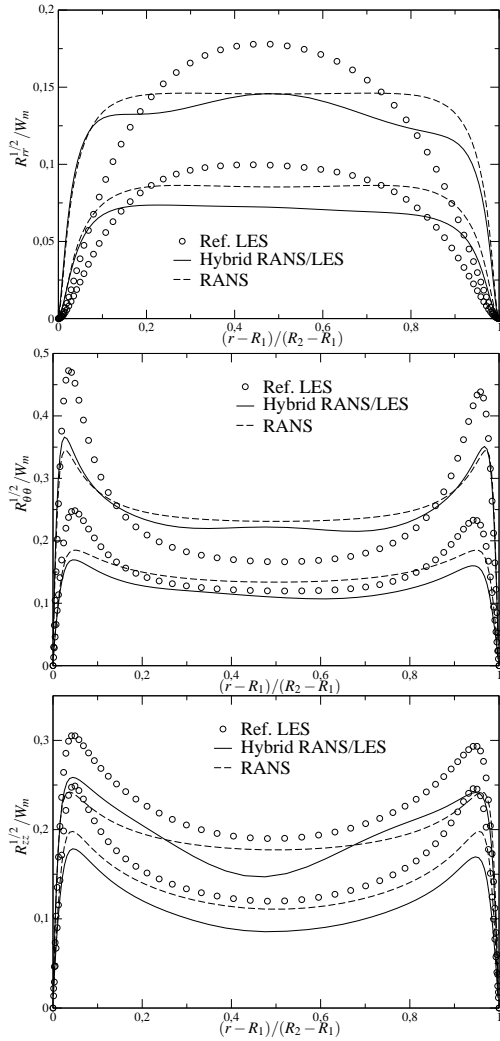 0,2
0,15
0,1
0,05
0
R_rr^1/2/W_m
Ref. LES
Hybrid RANS/LES
RANS
0 0,2 0,4 0,6 0,8 1
(r−R_1)/(R_2−R_1)
0,5
0,4
0,3
0,2
0,1
0
R_θθ^1/2/W_m
Ref. LES
Hybrid RANS/LES
RANS
0 0,2 0,4 0,6 0,8 1
(r−R_1)/(R_2−R_1)
0,3
0,2
0,1
0
R_zz^1/2/W_m
Ref. LES
Hybrid RANS/LES
RANS
0 0,2 0,4 0,6 0,8 1
(r−R_1)/(R_2−R_1)